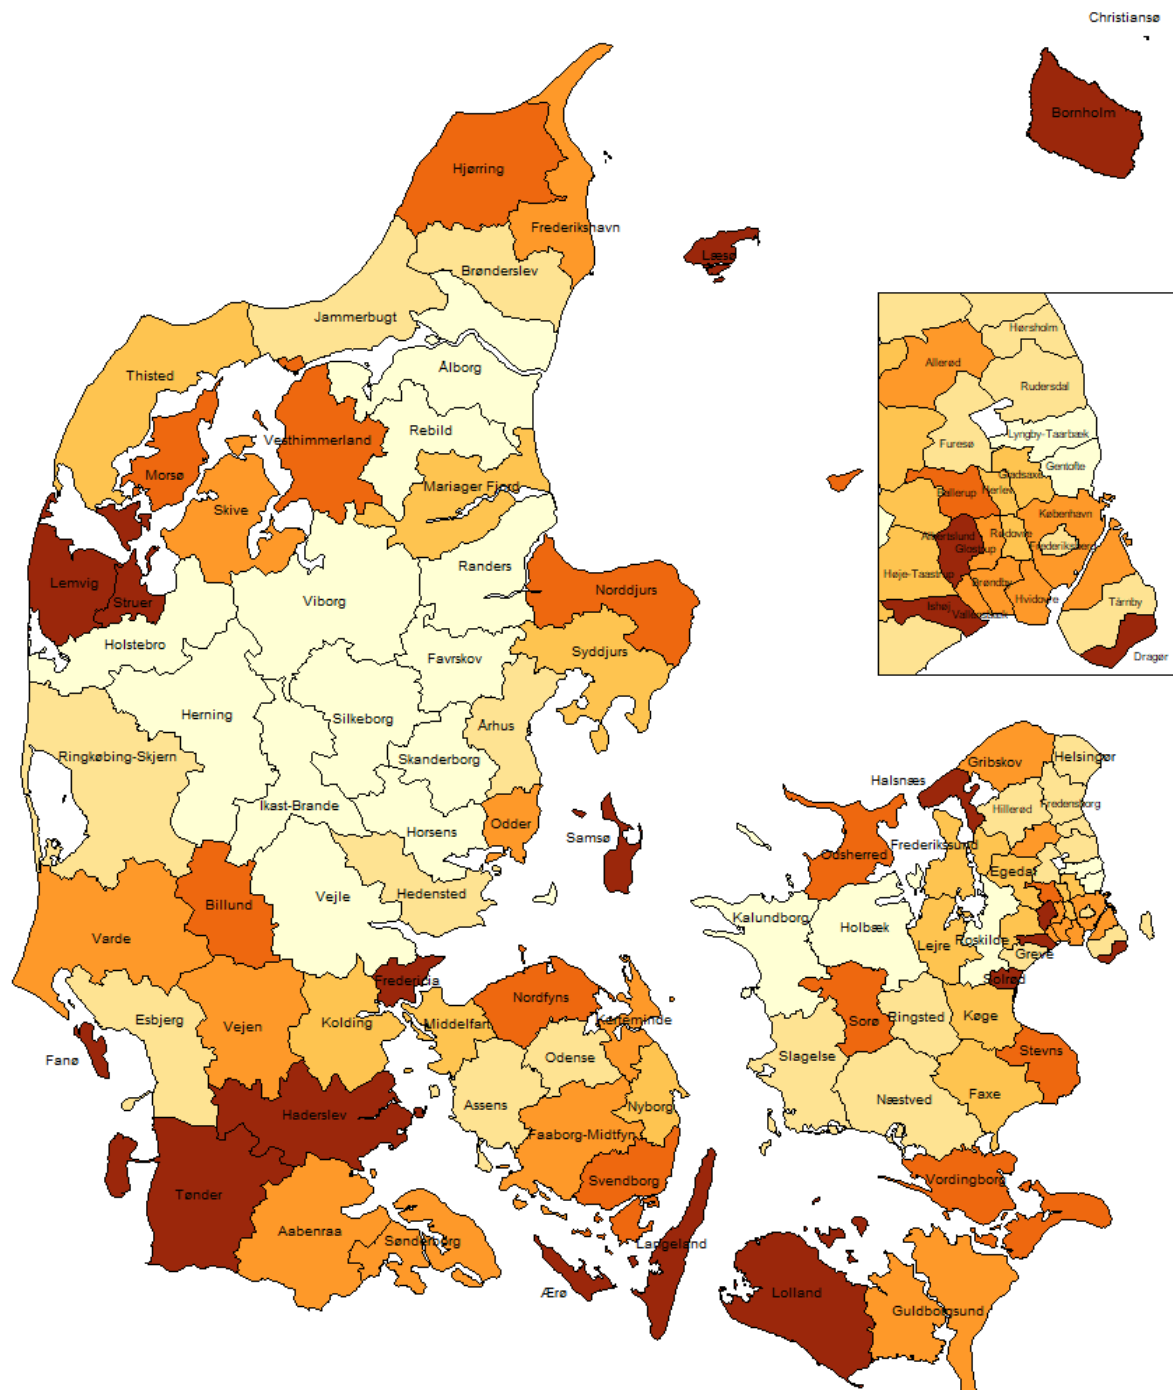 Christiansø
Bornholm
Hjørring
Frederikshavn
Læsø
Brønderslev
Jammerbugt
Thisted
Ålborg
Rebild
Vesthimmerland
Morsø
Mariager Fjord
Skive
Randers
Lemvig
Struer
Viborg
Norddjurs
Holstebro
Favrskov
Syddjurs
Herning
Silkeborg
Århus
Skanderborg
Ringkøbing-Skjern
Ikast-Brande
Horsens
Odder
Samsø
Hedensted
Vejle
Billund
Varde
Fredericia
Esbjerg
Vejen
Kolding
Fanø
Haderslev
Tønder
Aabenraa
Sønderborg
Nordfyns
Middelfart
Kerteminde
Odense
Assens
Nyborg
Faaborg-Midtfyn
Svendborg
Langeland
Ærø
Hørsholm
Allerød
Rudersdal
Furesø
Lyngby-Taarbæk
Gentofte
Gladsaxe
Ballerup
Herlev
København
Albertslund
Rødovre
Glostrup
Frederiksberg
Høje-Taastrup
Brøndby
Hvidovre
Tårnby
Ishøj
Vallensbæk
Dragør
Gribskov
Helsingør
Halsnæs
Hillerød
Fredensborg
Odsherred
Frederikssund
Egedal
Kalundborg
Holbæk
Lejre
Roskilde
Greve
Solrød
Sorø
Ringsted
Køge
Stevns
Slagelse
Næstved
Faxe
Vordingborg
Lolland
Guldborgsund